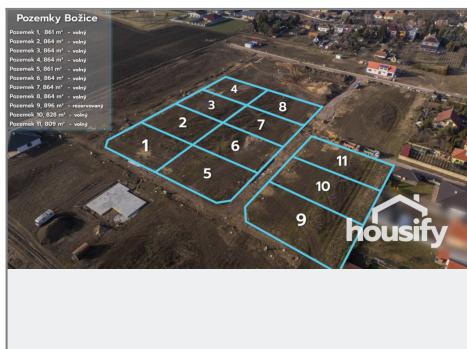 Pozemky Božice
Pozemek 1, 861 m² - volný
Pozemek 2, 864 m² - volný
Pozemek 3, 864 m² - volný
Pozemek 4, 864 m² - volný
Pozemek 5, 861 m² - volný
Pozemek 6, 864 m² - volný
Pozemek 7, 864 m² - volný
Pozemek 8, 864 m² - volný
Pozemek 9, 896 m² - rezervovaný
Pozemek 10, 828 m² - volný
Pozemek 11, 809 m² - volný
4
3
8
2
7
1
6
11
5
10
9
housify